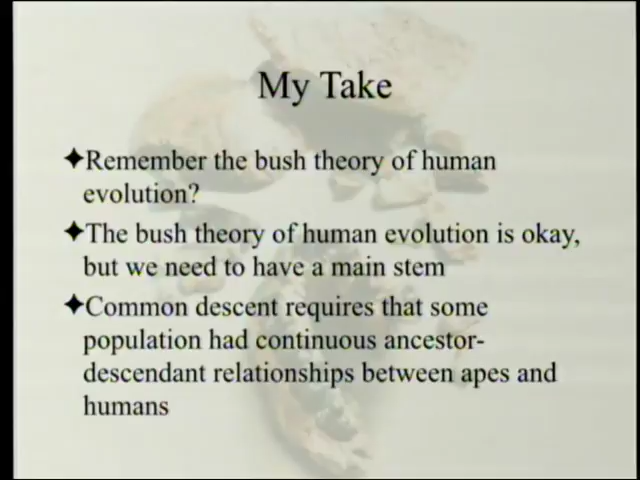 My Take
✦Remember the bush theory of human
evolution?
✦The bush theory of human evolution is okay,
but we need to have a main stem
✦Common descent requires that some
population had continuous ancestor-
descendant relationships between apes and
humans